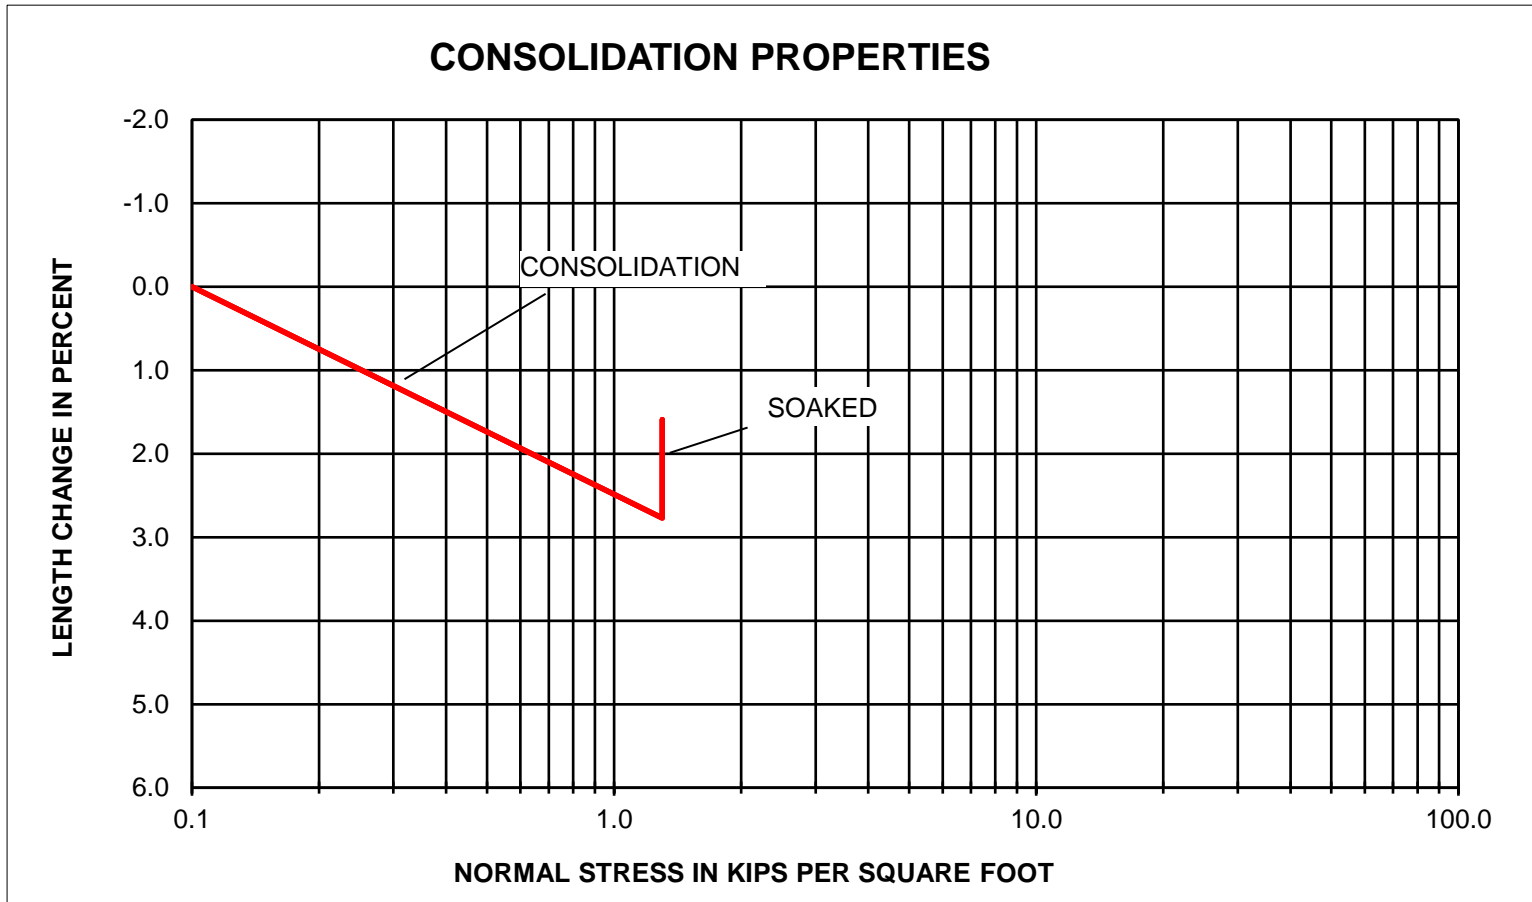 CONSOLIDATION PROPERTIES
-2.0
-1.0
0.0
1.0
2.0
3.0
4.0
5.0
6.0
LENGTH CHANGE IN PERCENT
CONSOLIDATION
SOAKED
0.1 1.0 10.0 100.0
NORMAL STRESS IN KIPS PER SQUARE FOOT